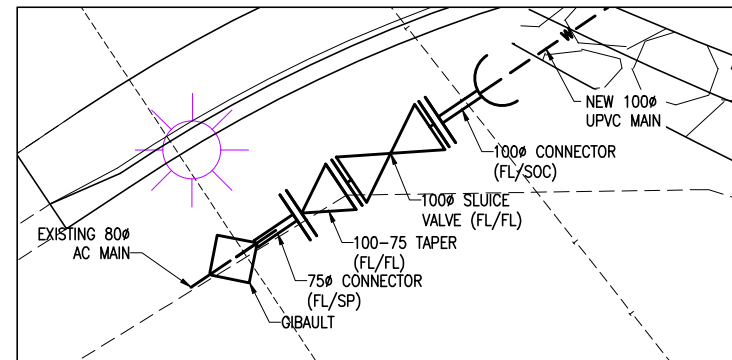 NEW 100ø
UPVC MAIN
W
100ø CONNECTOR
(FL/SOC)
100ø SLUICE
VALVE (FL/FL)
100-75 TAPER
(FL/FL)
75ø CONNECTOR
(FL/SP)
GIBAULT
EXISTING 80ø
AC MAIN